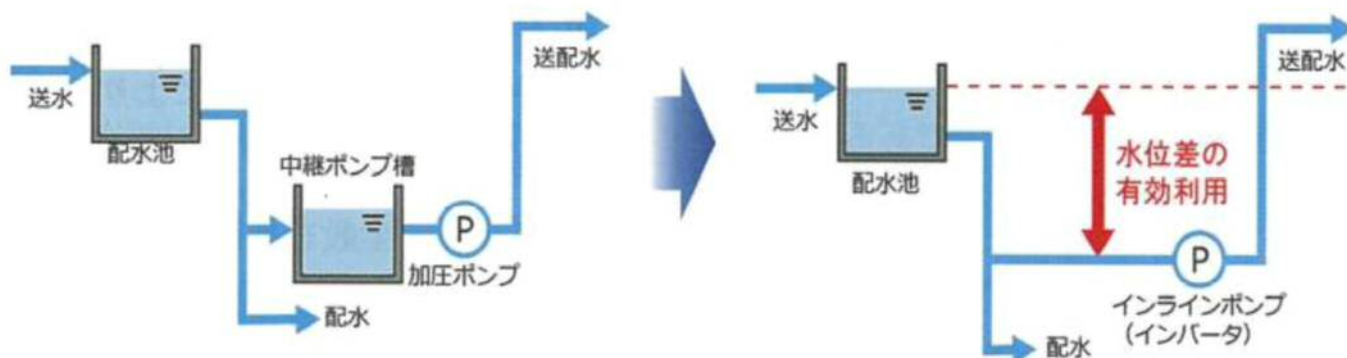 送水
配水池
中継ポンプ槽
P
加圧ポンプ
送配水
配水
送水
配水池
水位差の
有効利用
送配水
P
インラインポンプ
(インバータ)
配水